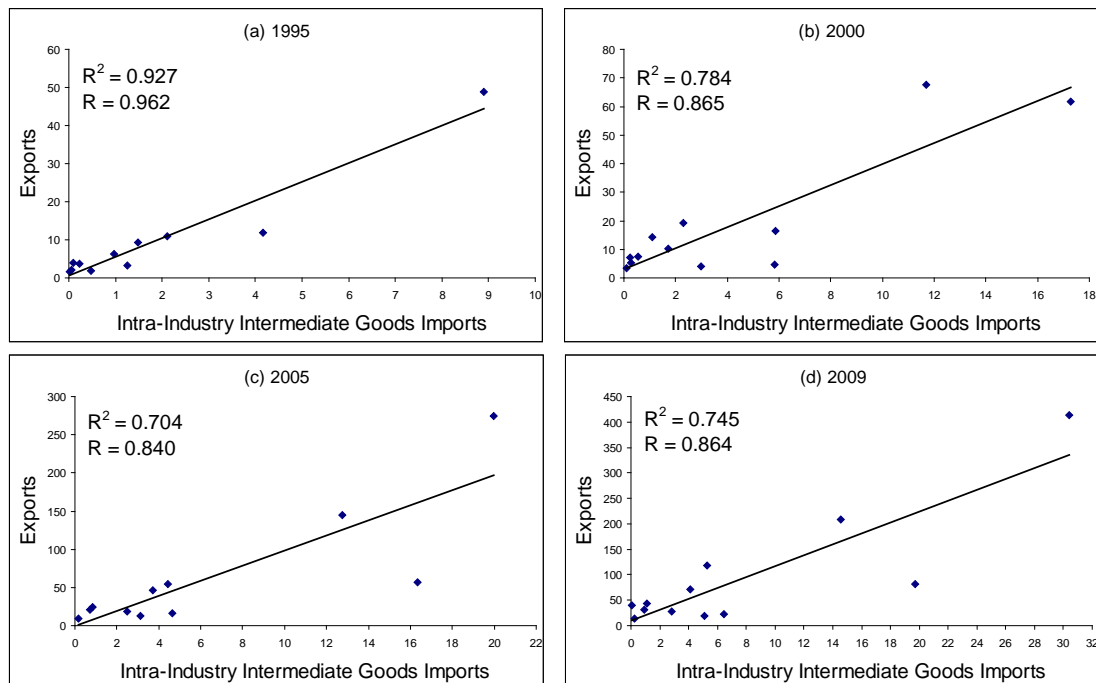 (a) 1995
R² = 0.927
R = 0.962
60
50
40
30
20
10
0
Exports
0 1 2 3 4 5 6 7 8 9 10
Intra-Industry Intermediate Goods Imports
(b) 2000
R² = 0.784
R = 0.865
80
70
60
50
40
30
20
10
0
Exports
0 2 4 6 8 10 12 14 16 18
Intra-Industry Intermediate Goods Imports
(c) 2005
R² = 0.704
R = 0.840
300
250
200
150
100
50
0
Exports
0 2 4 6 8 10 12 14 16 18 20 22
Intra-Industry Intermediate Goods Imports
(d) 2009
R² = 0.745
R = 0.864
450
400
350
300
250
200
150
100
50
0
Exports
0 2 4 6 8 10 12 14 16 18 20 22 24 26 28 30 32
Intra-Industry Intermediate Goods Imports